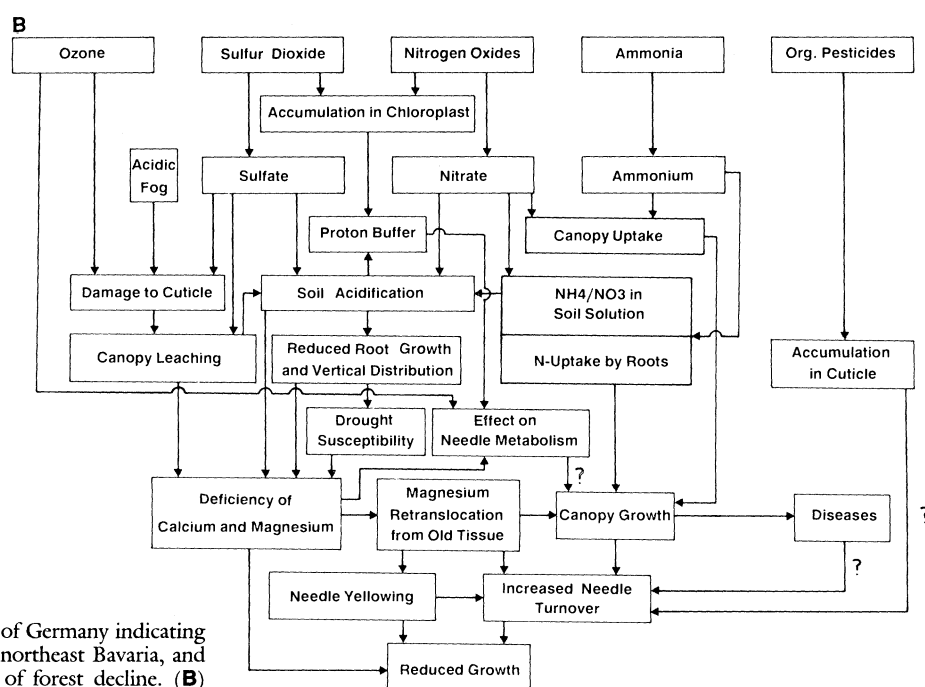 B
Ozone
Sulfur Dioxide
Nitrogen Oxides
Ammonia
Org. Pesticides
Accumulation in Chloroplast
Acidic
Fog
Sulfate
Nitrate
Ammonium
Proton Buffer
Canopy Uptake
Damage to Cuticle
Soil Acidification
NH4/NO3 in
Soil Solution
Canopy Leaching
Reduced Root Growth
and Vertical Distribution
N-Uptake by Roots
Accumulation
in Cuticle
Drought
Susceptibility
Effect on
Needle Metabolism
?
Deficiency of
Calcium and Magnesium
Magnesium
Retranslocation
from Old Tissue
Canopy Growth
Diseases
?
?
Needle Yellowing
Increased Needle
Turnover
Reduced Growth
of Germany indicating
northeast Bavaria, and
of forest decline. (B)